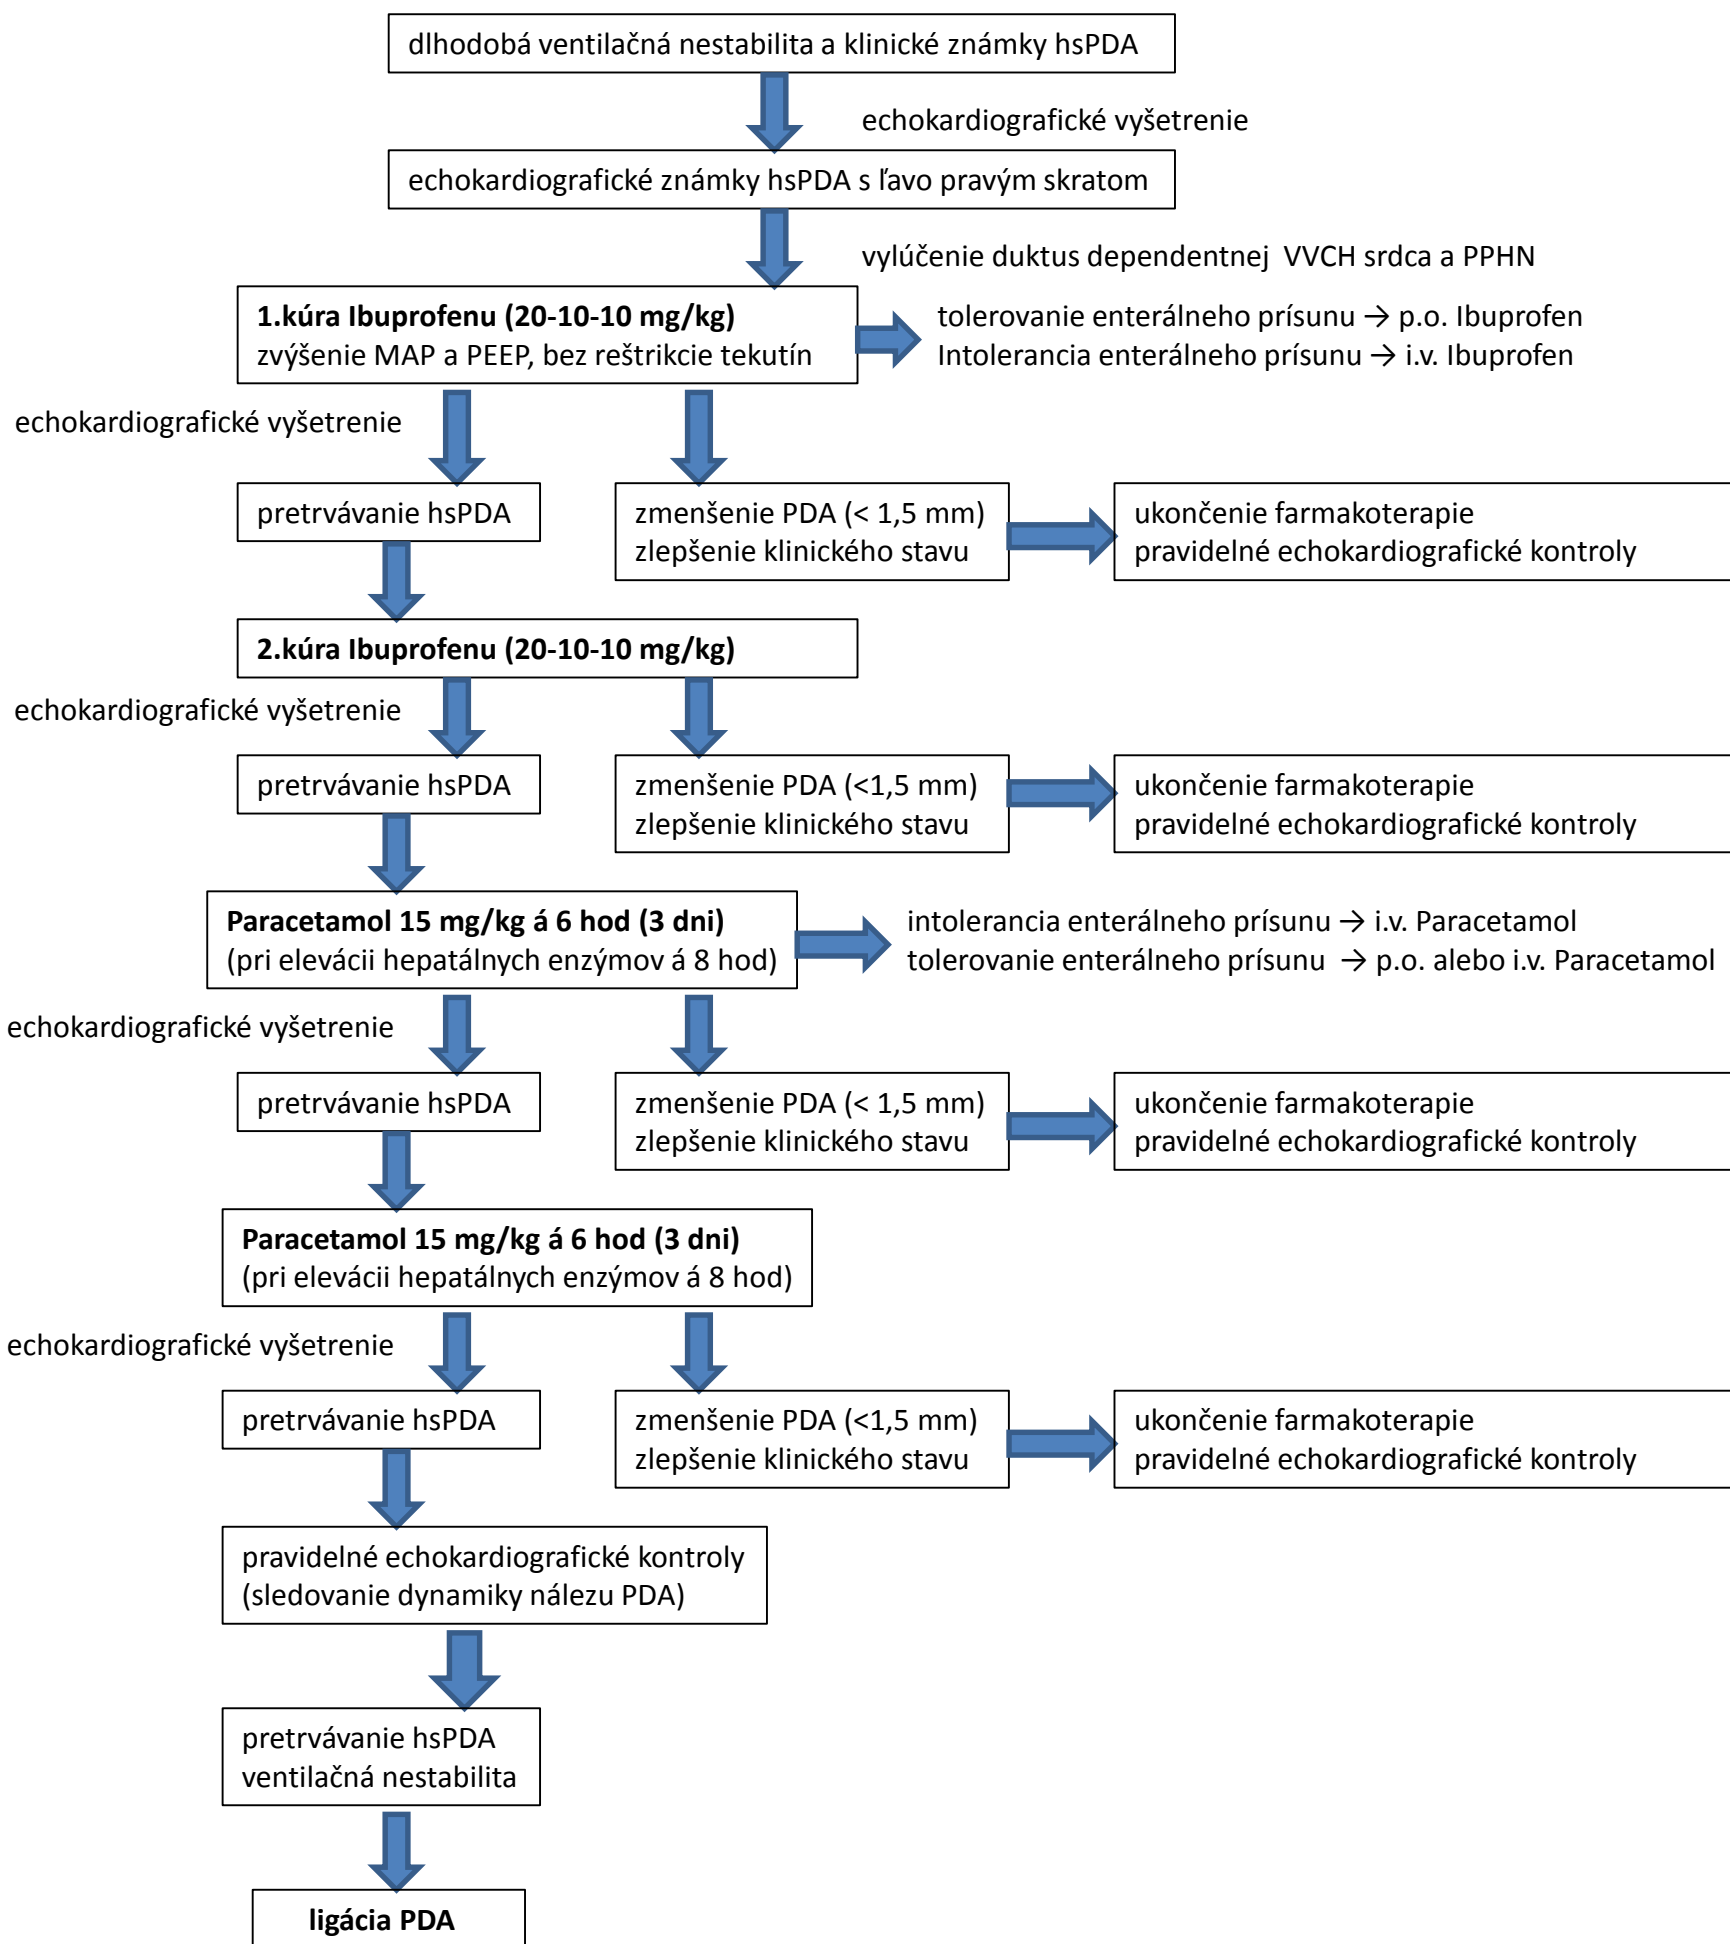 dlhodobá ventilačná nestabilita a klinické známky hsPDA
echokardiografické vyšetrenie
echokardiografické známky hsPDA s ľavo pravým skratom
vylúčenie duktus dependentnej VVCH srdca a PPHN
1.kúra Ibuprofenu (20-10-10 mg/kg)
zvýšenie MAP a PEEP, bez reštrikcie tekutín
tolerovanie enterálneho prísunu → p.o. Ibuprofen
Intolerancia enterálneho prísunu → i.v. Ibuprofen
echokardiografické vyšetrenie
pretrvávanie hsPDA
zmenšenie PDA (< 1,5 mm)
zlepšenie klinického stavu
ukončenie farmakoterapie
pravidelné echokardiografické kontroly
2.kúra Ibuprofenu (20-10-10 mg/kg)
echokardiografické vyšetrenie
pretrvávanie hsPDA
zmenšenie PDA (<1,5 mm)
zlepšenie klinického stavu
ukončenie farmakoterapie
pravidelné echokardiografické kontroly
Paracetamol 15 mg/kg á 6 hod (3 dni)
(pri elevácii hepatálnych enzýmov á 8 hod)
intolerancia enterálneho prísunu → i.v. Paracetamol
tolerovanie enterálneho prísunu → p.o. alebo i.v. Paracetamol
echokardiografické vyšetrenie
pretrvávanie hsPDA
zmenšenie PDA (< 1,5 mm)
zlepšenie klinického stavu
ukončenie farmakoterapie
pravidelné echokardiografické kontroly
Paracetamol 15 mg/kg á 6 hod (3 dni)
(pri elevácii hepatálnych enzýmov á 8 hod)
echokardiografické vyšetrenie
pretrvávanie hsPDA
zmenšenie PDA (<1,5 mm)
zlepšenie klinického stavu
ukončenie farmakoterapie
pravidelné echokardiografické kontroly
pravidelné echokardiografické kontroly
(sledovanie dynamiky nálezu PDA)
pretrvávanie hsPDA
ventilačná nestabilita
ligácia PDA